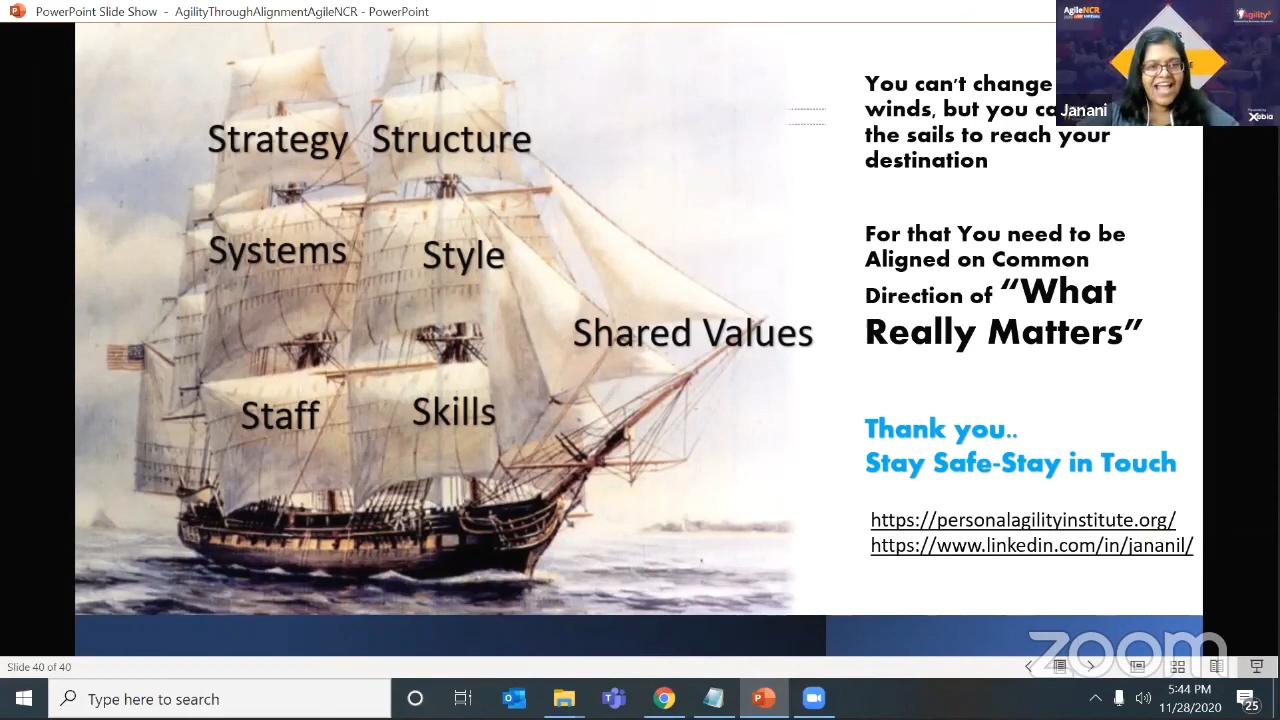 PowerPoint Slide Show - AgilityThroughAlignmentAgileNCR - PowerPoint
AgileNCR
Agility
Janani
Powered by
Xebia
Strategy Structure
Systems Style
Shared Values
Staff Skills
You can't change
winds, but you
the sails to reach your
destination
For that You need to be
Aligned on Common
Direction of “What
Really Matters”
Thank you..
Stay Safe-Stay in Touch
https://personalagilityinstitute.org/
https://www.linkedin.com/in/jananil/
zoom
Slide 40 of 40
Type here to search
5:44 PM
11/28/2020
25